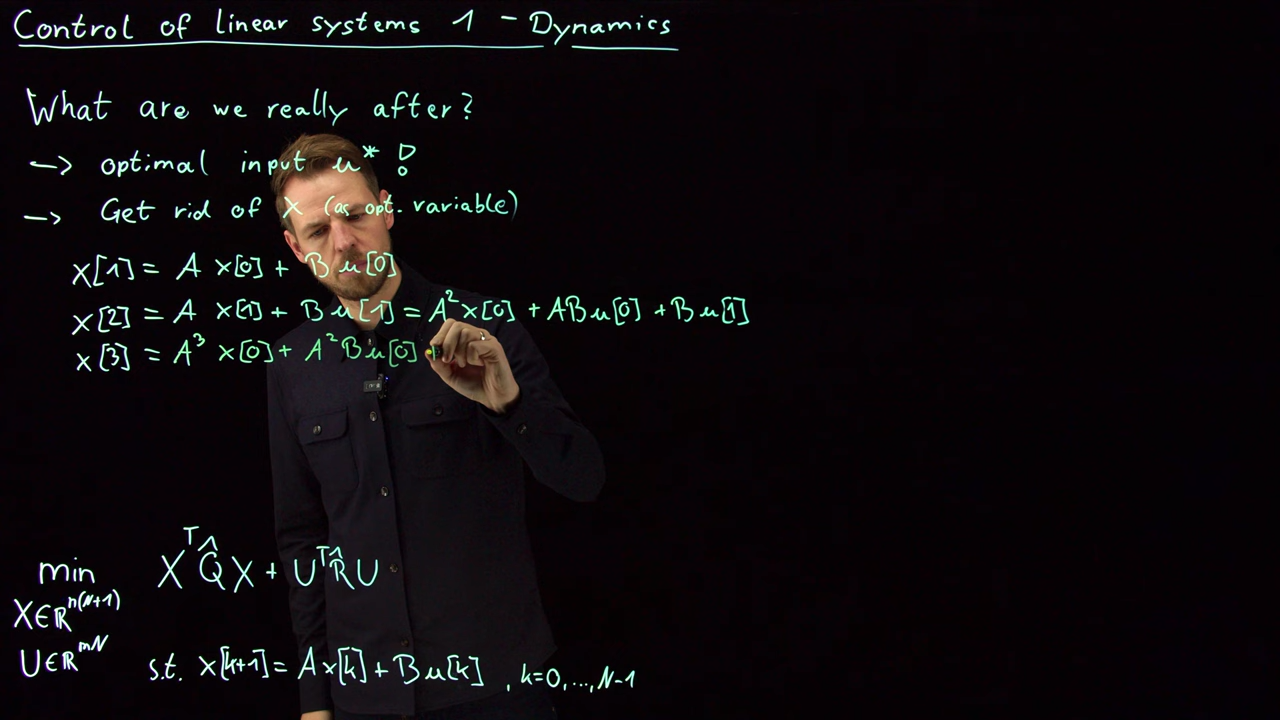 Control of linear systems 1 - Dynamics
What are we really after?
-> optimal input u* !
-> Get rid of X (as opt. variable)
x[1] = A x[0] + B u[0]
x[2] = A x[1] + B u[1] = A² x[0] + AB u[0] + B u[1]
x[3] = A³ x[0] + A² B u[0]
min X^T Q̂ X + U^T R̂ U
X∈ℝ^n(N+1)
U∈ℝ^mN
s.t. x[k+1] = A x[k] + B u[k] , k=0,...,N-1